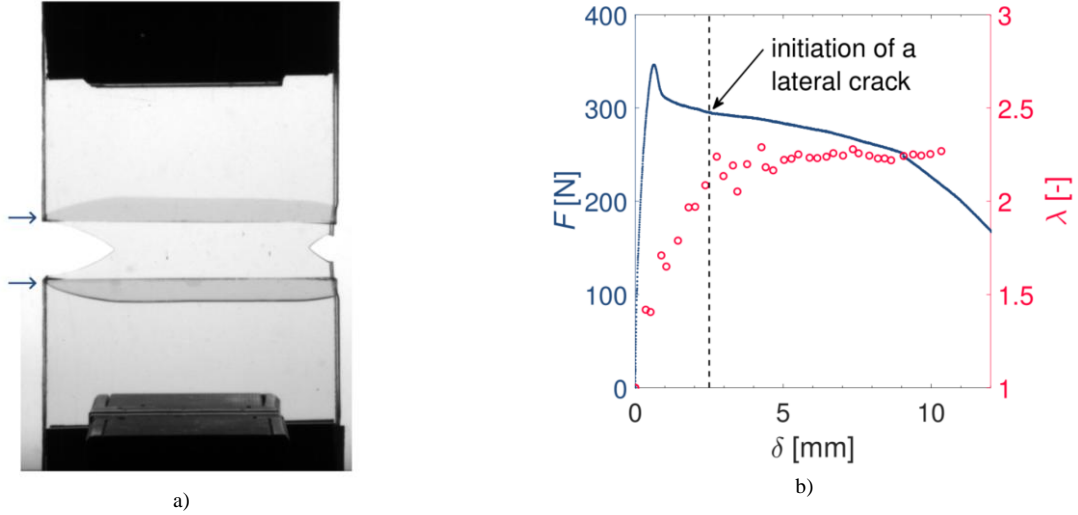 400
300
200
100
0
F [N]
initiation of a
lateral crack
3
2.5
2
1.5
1
λ [-]
0
5
10
δ [mm]
a)
b)